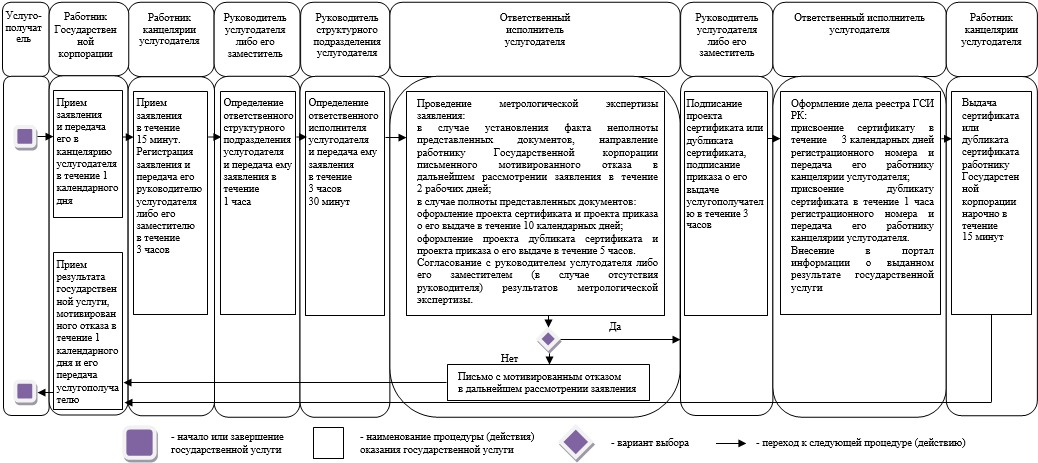 Услуго-
получат
ель
Работник
Государствен
ной
корпорации
Работник
канцелярии
услугодателя
Руководитель
услугодателя
либо его
заместитель
Руководитель
структурного
подразделения
услугодателя
Ответственный
исполнитель
услугодателя
Руководитель
услугодателя
либо его
заместитель
Ответственный исполнитель
услугодателя
Работник
канцелярии
услугодателя
Прием
заявления
и передача
его в
канцелярию
услугодателя
в течение 1
календарного
дня
Прием
заявления
в течение
15 минут.
Регистрация
заявления и
передача его
руководителю
услугодателя
либо его
заместителю
в течение
3 часов
Определение
ответственного
структурного
подразделения
услугодателя
и передача ему
заявления в
течение
1 часа
Определение
ответственного
исполнителя
услугодателя
и передача ему
заявления
в течение
3 часов
30 минут
Проведение метрологической экспертизы
заявления:
в случае установления факта неполноты
представленных документов, направление
работнику Государственной корпорации
письменного мотивированного отказа в
дальнейшем рассмотрении заявления в течение
2 рабочих дней;
в случае полноты представленных документов:
оформление проекта сертификата и проекта приказа
о его выдаче в течение 10 календарных дней;
оформление проекта дубликата сертификата и
проекта приказа о его выдаче в течение 5 часов.
Согласование с руководителем услугодателя либо
его заместителем (в случае отсутствия
руководителя) результатов метрологической
экспертизы.
Подписание
проекта
сертификата или
дубликата
сертификата,
подписание
приказа о его
выдаче
услугополучател
ю в течение 3
часов
Оформление дела реестра ГСИ
РК:
присвоение сертификату в
течение 3 календарных дней
регистрационного номера и
передача его работнику
канцелярии услугодателя;
присвоение дубликату
сертификата в течение 1 часа
регистрационного номера и
передача его работнику
канцелярии услугодателя.
Внесение в портал
информации о выданном
результате государственной
услуги
Выдача
сертификата
или
дубликата
сертификата
работнику
Государствен
ной
корпорации
нарочно в
течение
15 минут
Прием
результата
государствен
ной услуги,
мотивирован
ного отказа в
течение 1
календарного
дня и его
передача
услугополуча
телю
Да
Нет
Письмо с мотивированным отказом
в дальнейшем рассмотрении заявления
- начало или завершение
государственной услуги
- наименование процедуры (действия)
оказания государственной услуги
- вариант выбора
- переход к следующей процедуре (действию)